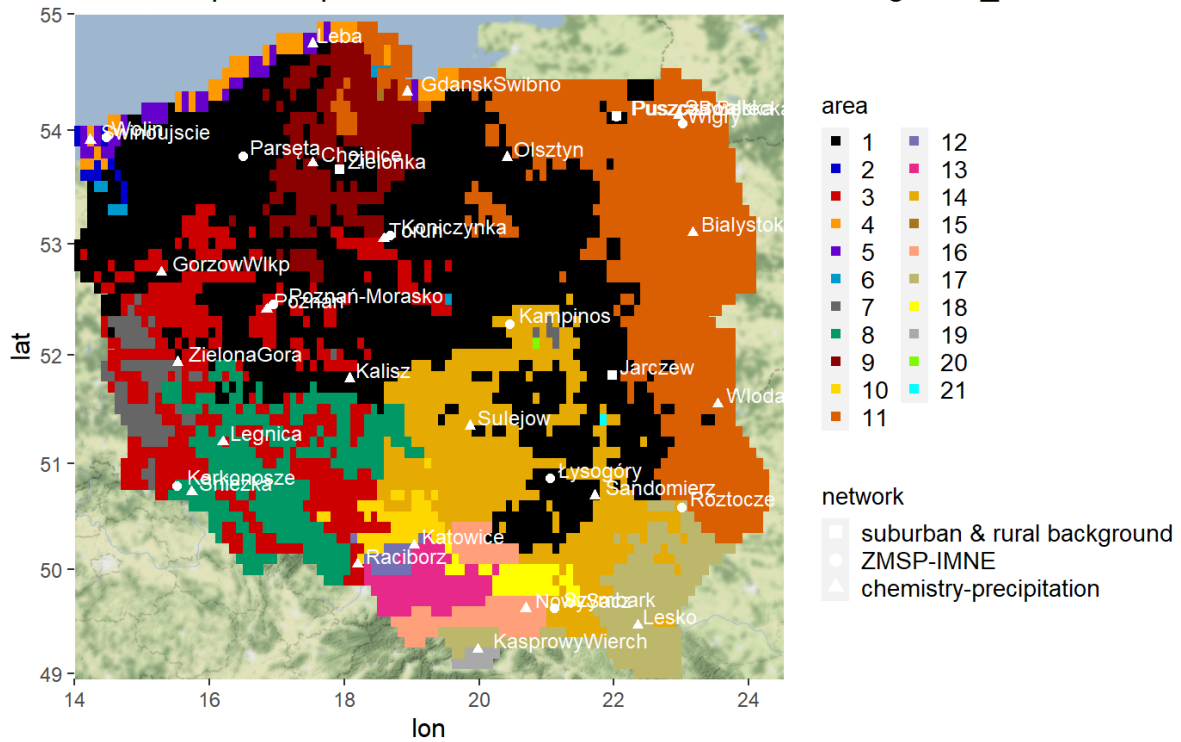 55
54
53
52
51
50
49
lat
14
16
18
20
22
24
lon
Leba
GdanskSwibno
Wolin
Swinoujscie
Parsęta
Chojnice
Zielonka
Olsztyn
Wigry
Koniczynka
Torun
Bialystok
GorzowWlkp
Poznań-Morasko
Poznan
Kampinos
ZielonaGora
Kalisz
Jarczew
Wloda
Sulejow
Legnica
Karkonosze
Sniezka
Łysogóry
Sandomierz
Roztocze
Katowice
Raciborz
NowySacz
Szymbark
Lesko
KasprowyWierch
area
1 12
2 13
3 14
4 15
5 16
6 17
7 18
8 19
9 20
10 21
11
network
suburban & rural background
ZMSP-IMNE
chemistry-precipitation